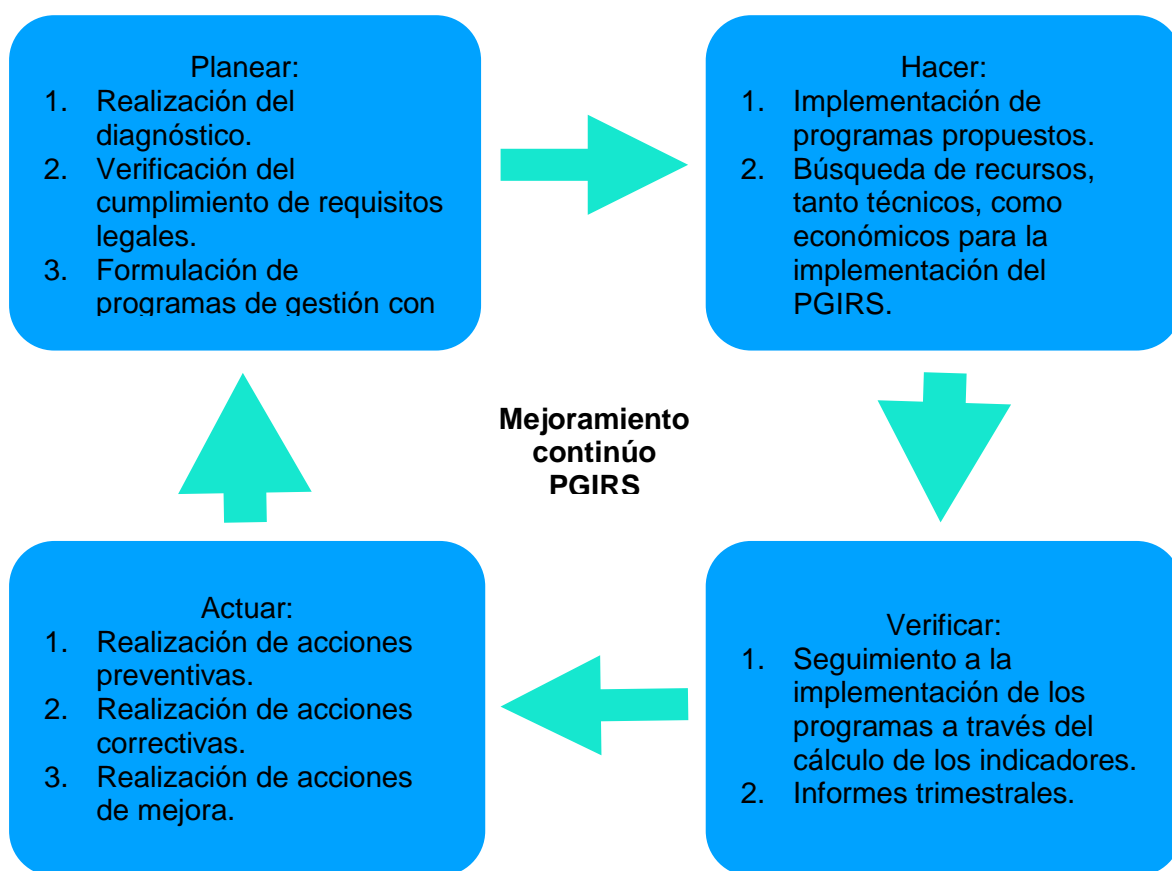 Planear:
1. Realización del
diagnóstico.
2. Verificación del
cumplimiento de requisitos
legales.
3. Formulación de
programas de gestión con
Hacer:
1. Implementación de
programas propuestos.
2. Búsqueda de recursos,
tanto técnicos, como
económicos para la
implementación del
PGIRS.
Mejoramiento
continúo
PGIRS
Actuar:
1. Realización de acciones
preventivas.
2. Realización de acciones
correctivas.
3. Realización de acciones
de mejora.
Verificar:
1. Seguimiento a la
implementación de los
programas a través del
cálculo de los indicadores.
2. Informes trimestrales.